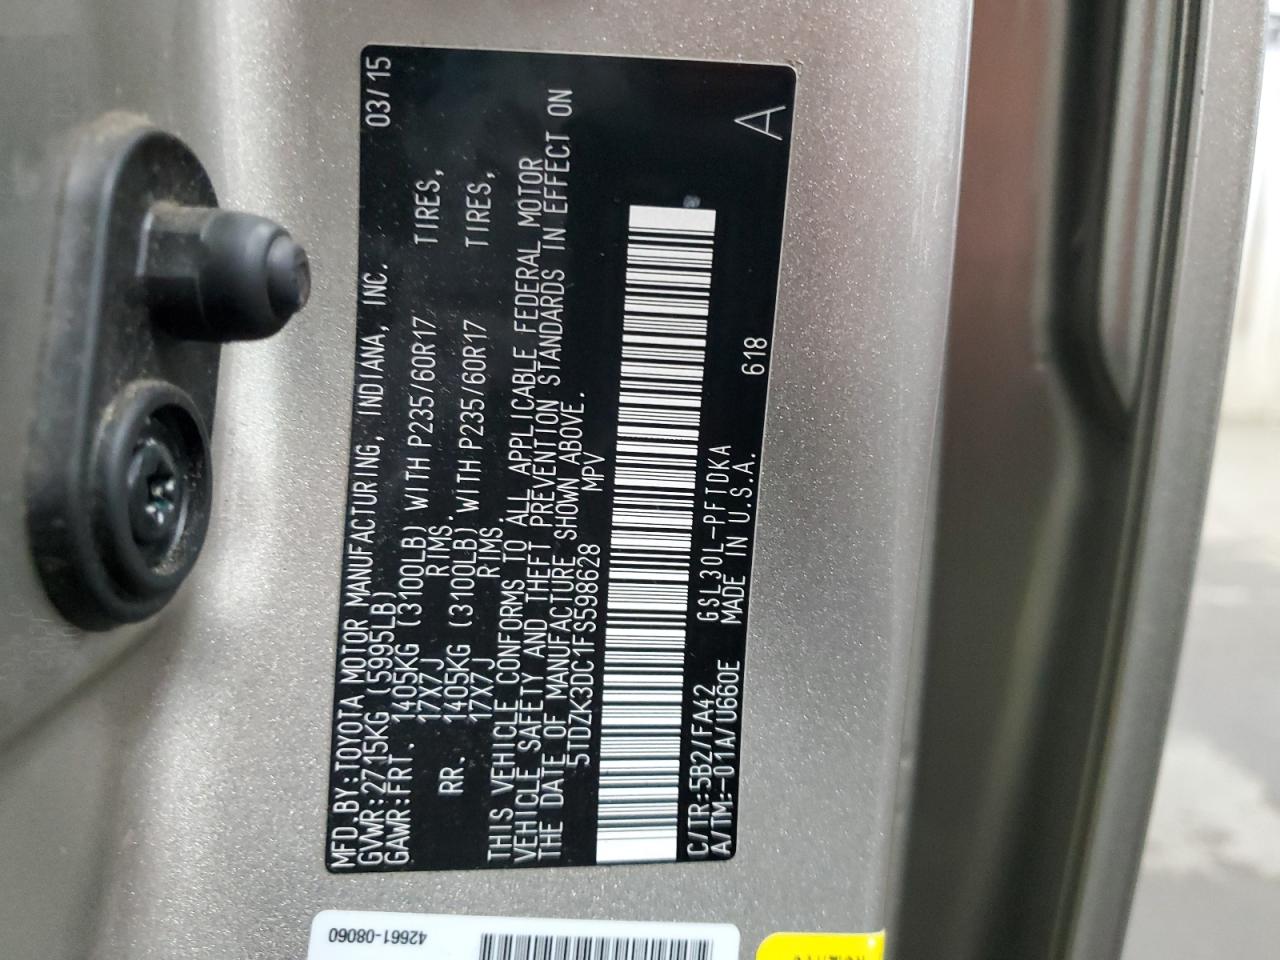 MFD.BY:TOYOTA MOTOR MANUFACTURING, INDIANA, INC. 03/15
GVWR:2715KG (5995LB)
GAWR:FRT. 1405KG (3100LB) WITH P235/60R17 TIRES,
17X7J RIMS.
RR. 1405KG (3100LB) WITH P235/60R17 TIRES,
17X7J RIMS.
THIS VEHICLE CONFORMS TO ALL APPLICABLE FEDERAL MOTOR
VEHICLE SAFETY AND THEFT PREVENTION STANDARDS IN EFFECT ON
THE DATE OF MANUFACTURE SHOWN ABOVE.
5TDZK3DC1FS598628 MPV
C/TR:5B2/FA42 GSL30L-PFTDKA 618 A
A/TM:-01A/U660E MADE IN U.S.A.
42661-08060